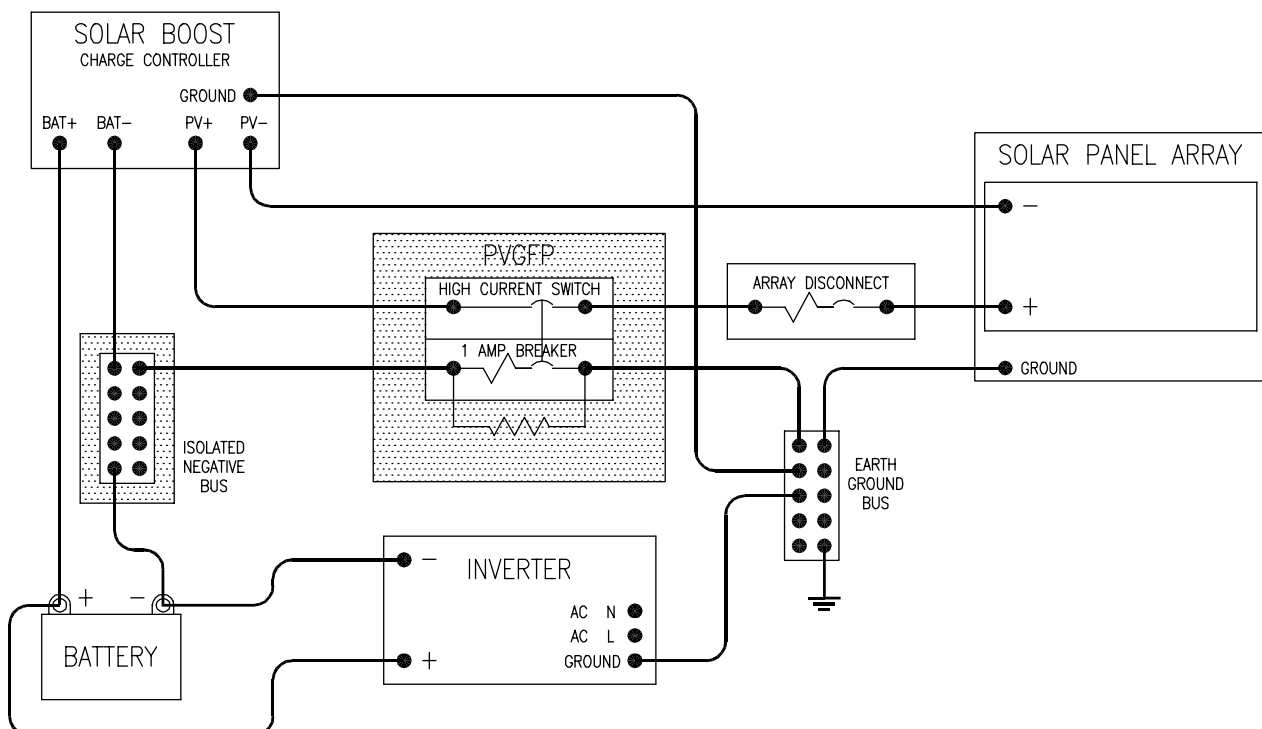 SOLAR BOOST
CHARGE CONTROLLER
GROUND
BAT+ BAT- PV+ PV-
SOLAR PANEL ARRAY
-
+
GROUND
PVGFP
HIGH CURRENT SWITCH
1 AMP BREAKER
ARRAY DISCONNECT
ISOLATED
NEGATIVE
BUS
EARTH
GROUND
BUS
+ -
BATTERY
-
INVERTER
+
AC N
AC L
GROUND